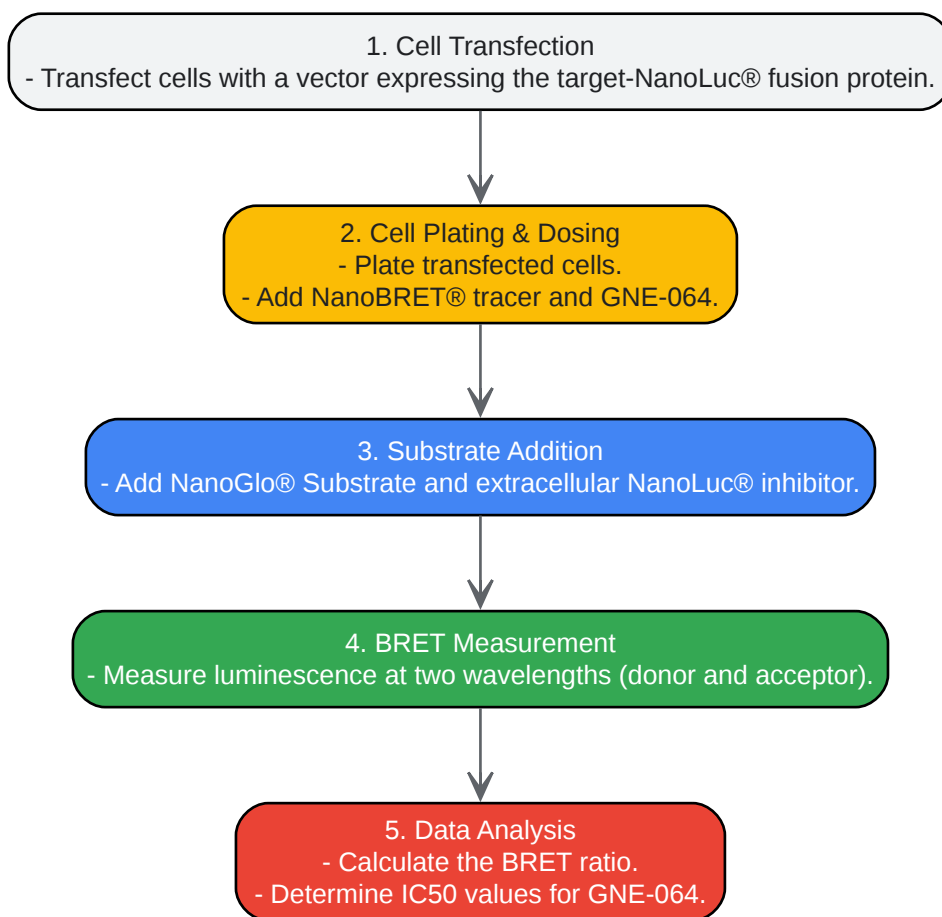 1. Cell Transfection
- Transfect cells with a vector expressing the target-NanoLuc® fusion protein.
2. Cell Plating & Dosing
- Plate transfected cells.
- Add NanoBRET® tracer and GNE-064.
3. Substrate Addition
- Add NanoGlo® Substrate and extracellular NanoLuc® inhibitor.
4. BRET Measurement
- Measure luminescence at two wavelengths (donor and acceptor).
5. Data Analysis
- Calculate the BRET ratio.
- Determine IC50 values for GNE-064.